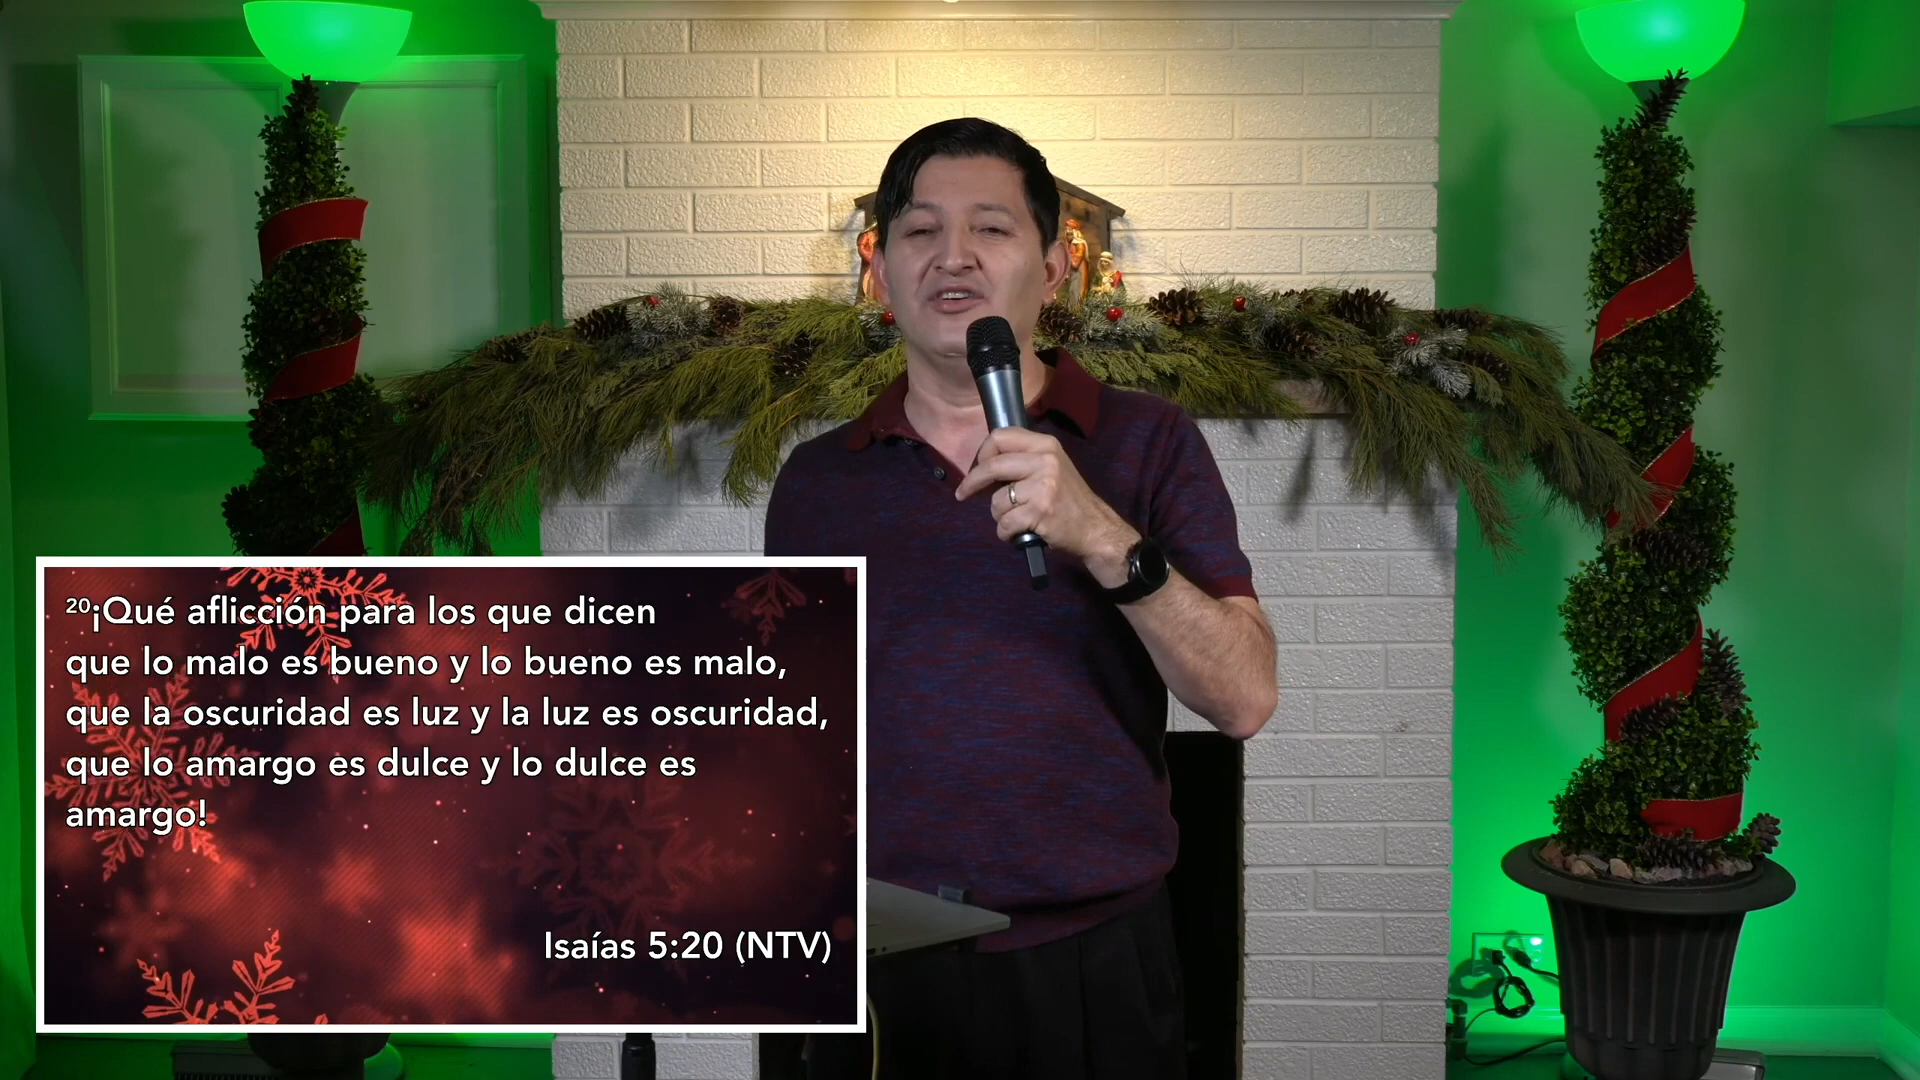 ²⁰¡Qué aflicción para los que dicen
que lo malo es bueno y lo bueno es malo,
que la oscuridad es luz y la luz es oscuridad,
que lo amargo es dulce y lo dulce es
amargo!
Isaías 5:20 (NTV)